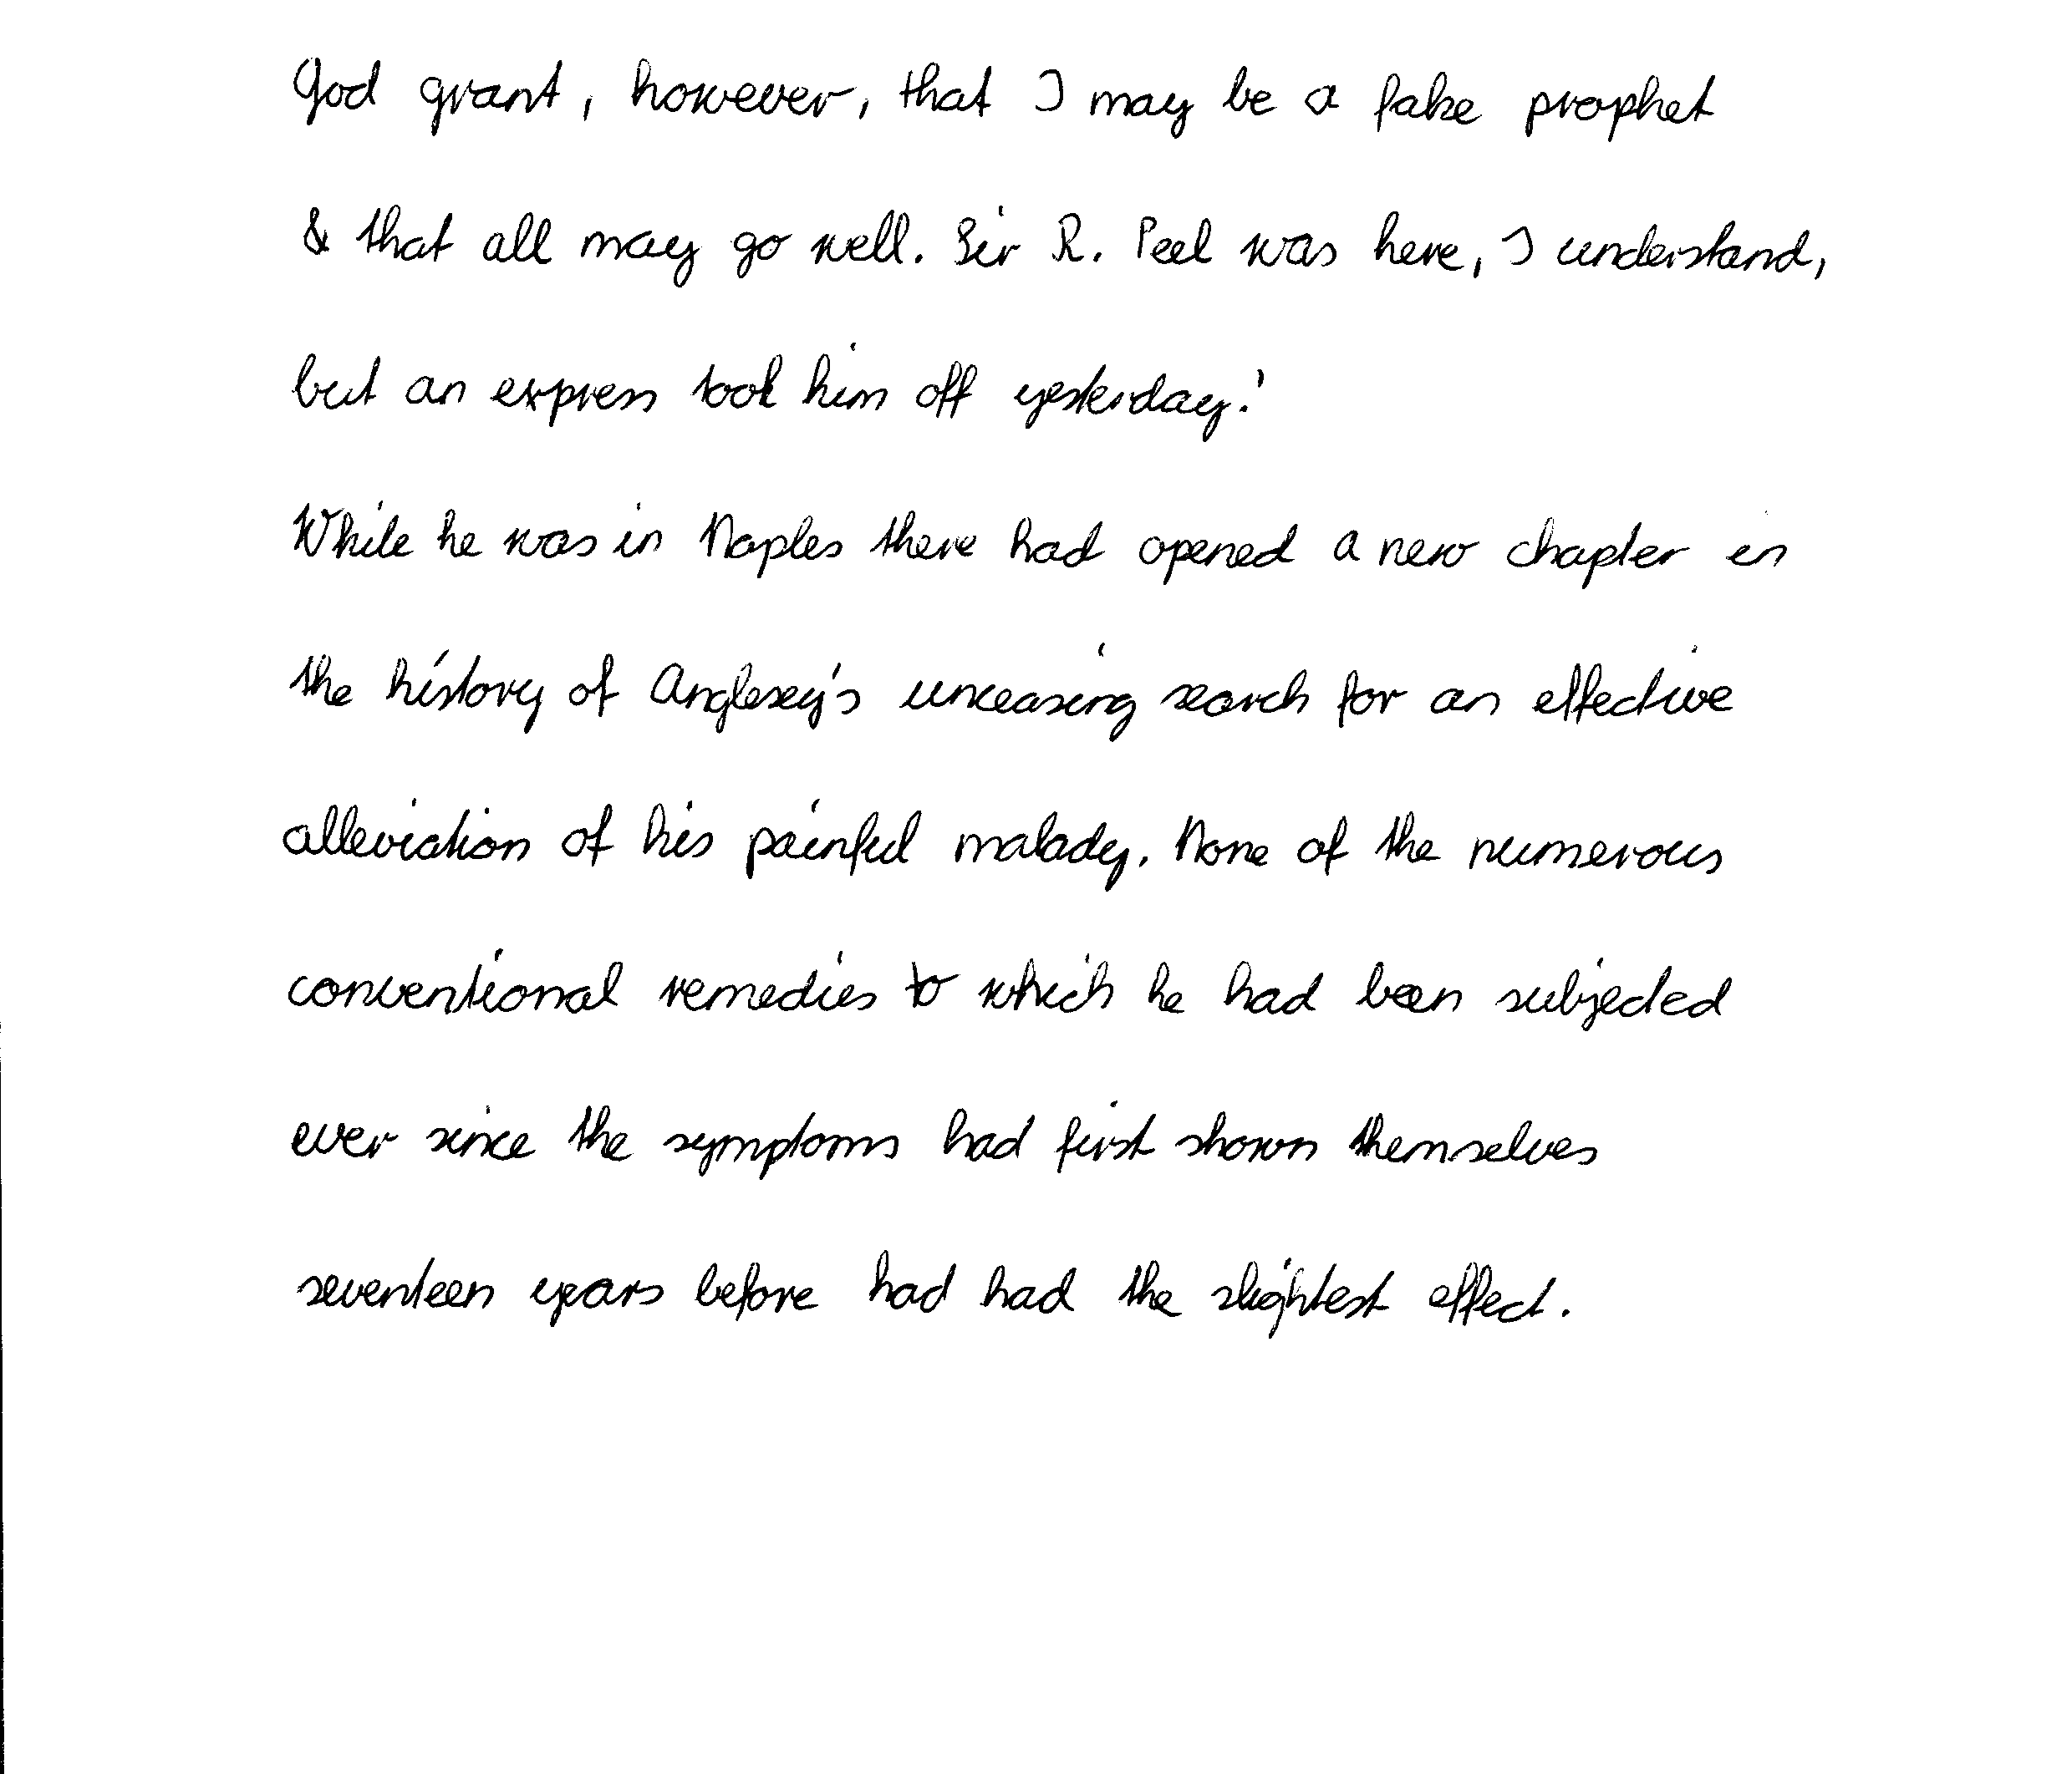 God grant, however, that I may be a false prophet
& that all may go well. Sir R. Peel was here, I understand,
but an express took him off yesterday.'
While he was in Naples there had opened a new chapter in
the history of Anglesey's unceasing search for an effective
alleviation of his painful malady. None of the numerous
conventional remedies to which he had been subjected
ever since the symptoms had first shown themselves
seventeen years before had had the slightest effect.